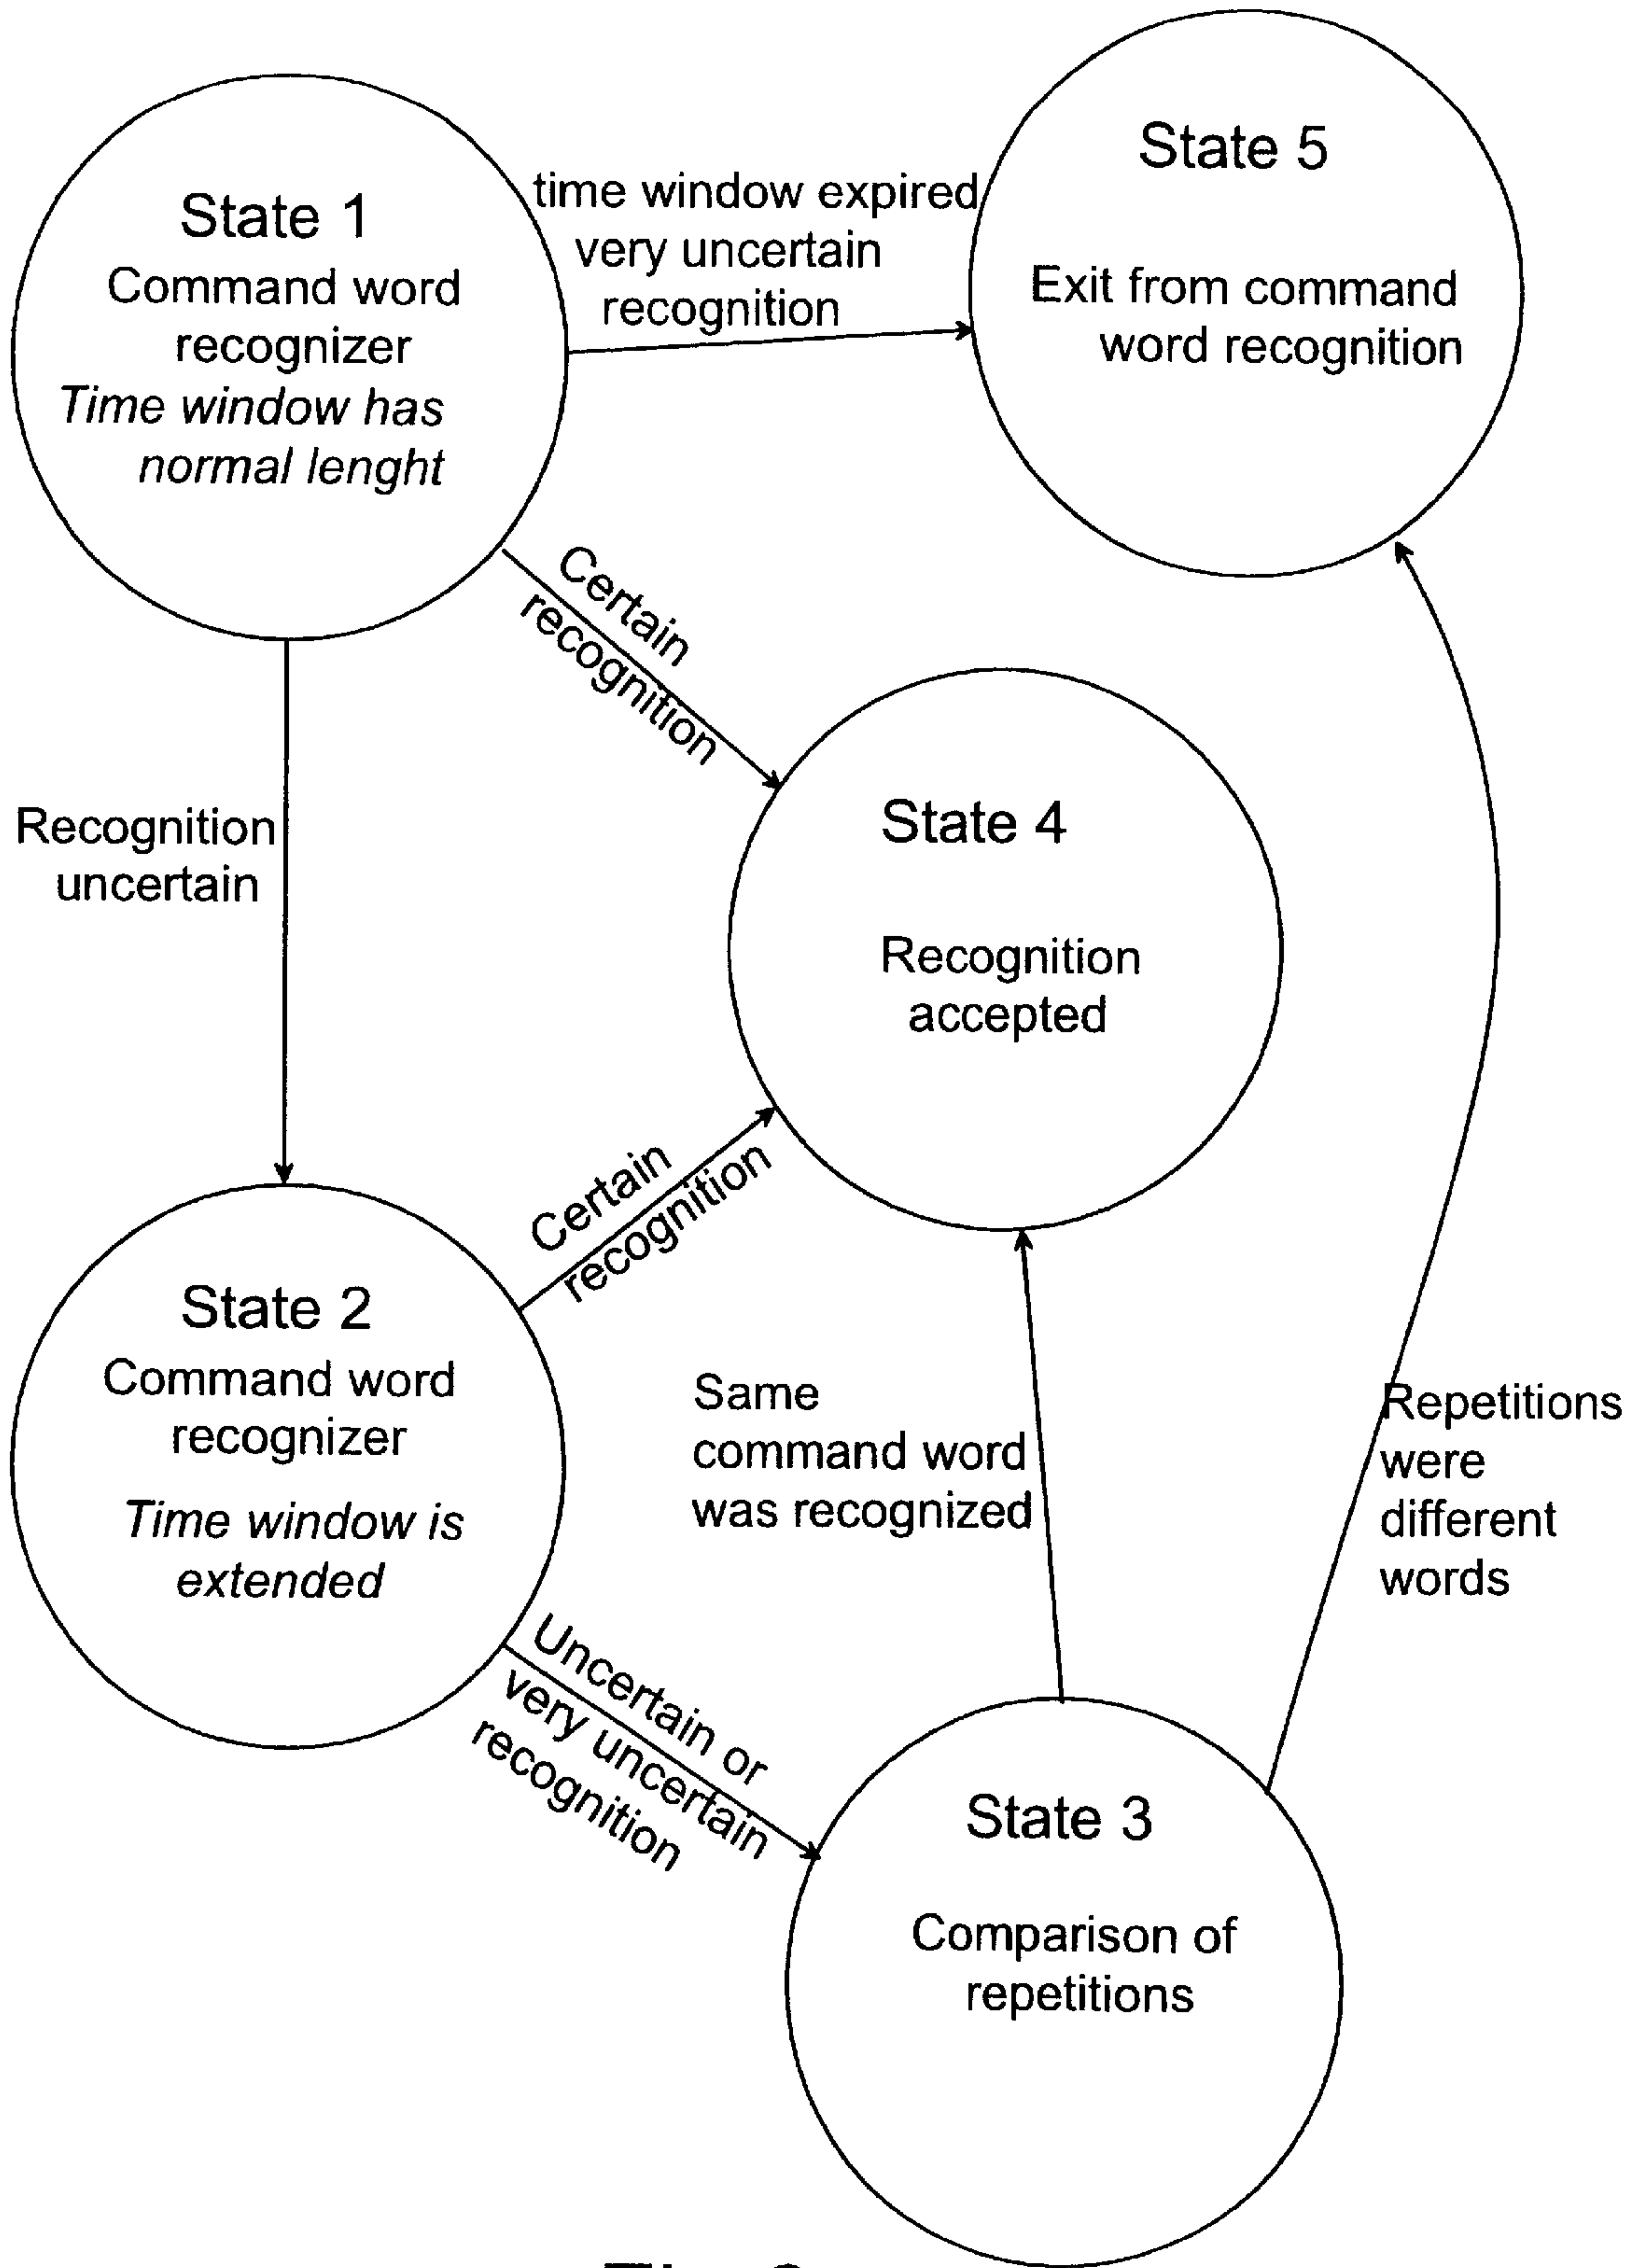 State 1
Command word
recognizer
Time window has
normal lenght
time window expired
very uncertain
recognition
State 5
Exit from command
word recognition
Certain
recognition
Recognition
uncertain
State 4
Recognition
accepted
Certain
recognition
State 2
Command word
recognizer
Time window is
extended
Same
command word
was recognized
Repetitions
were
different
words
Uncertain or
very uncertain
recognition
State 3
Comparison of
repetitions